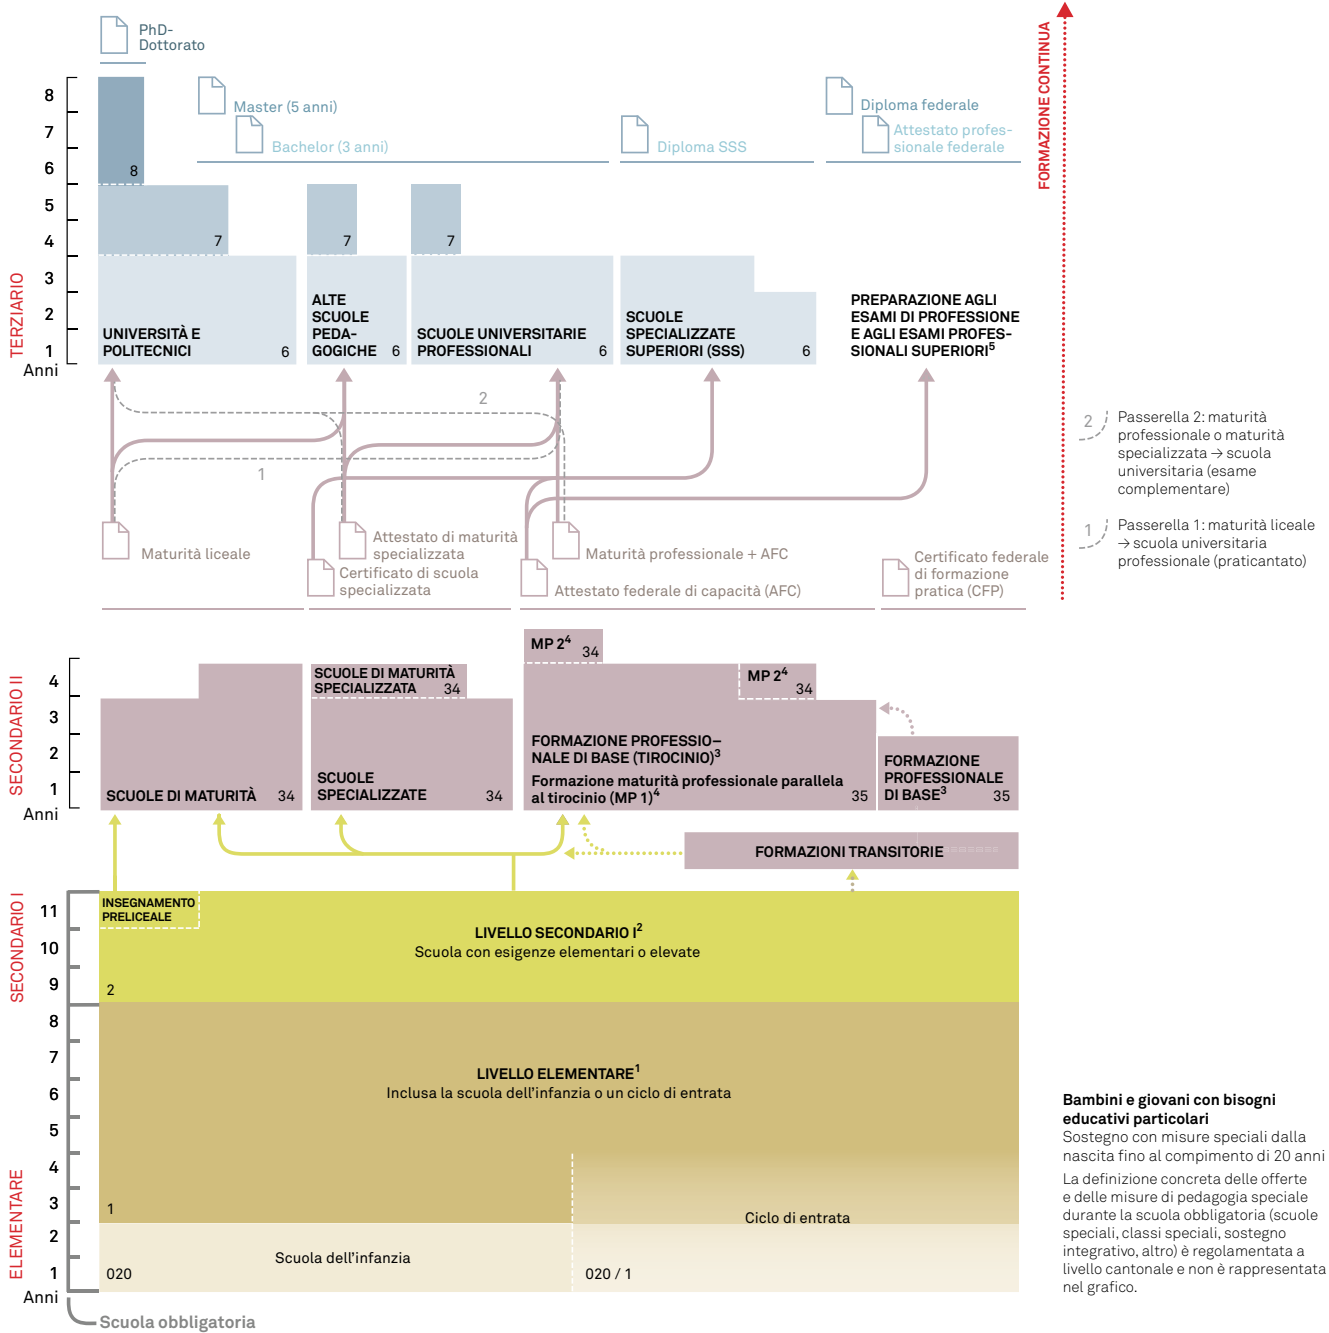 PhD-
Dottorato
Master (5 anni)
Bachelor (3 anni)
Diploma SSS
Diploma federale
Attestato profes-
sionale federale
FORMAZIONE CONTINUA
TERZIARIO
8
7
6
5
4
3
2
1
Anni
8
7
7
7
UNIVERSITÀ E
POLITECNICI
6
ALTE
SCUOLE
PEDA-
GOGICHE
6
SCUOLE UNIVERSITARIE
PROFESSIONALI
6
SCUOLE
SPECIALIZZATE
SUPERIORI (SSS)
6
PREPARAZIONE AGLI
ESAMI DI PROFESSIONE
E AGLI ESAMI PROFES-
SIONALI SUPERIORI5
2
1
2
Passerella 2: maturità
professionale o maturità
specializzata → scuola
universitaria (esame
complementare)
1
Passerella 1: maturità liceale
→ scuola universitaria
professionale (praticantato)
Maturità liceale
Attestato di maturità
specializzata
Certificato di scuola
specializzata
Maturità professionale + AFC
Attestato federale di capacità (AFC)
Certificato federale
di formazione
pratica (CFP)
SECONDARIO II
4
3
2
1
Anni
SCUOLE DI MATURITÀ
34
SCUOLE DI MATURITÀ
SPECIALIZZATA
34
SCUOLE
SPECIALIZZATE
34
MP 24
34
MP 24
34
FORMAZIONE PROFESSIO–
NALE DI BASE (TIROCINIO)3
Formazione maturità professionale parallela
al tirocinio (MP 1)4
35
FORMAZIONE
PROFESSIONALE
DI BASE3
35
FORMAZIONI TRANSITORIE
SECONDARIO I
11
10
9
INSEGNAMENTO
PRELICEALE
LIVELLO SECONDARIO I2
Scuola con esigenze elementari o elevate
2
ELEMENTARE
8
7
6
5
4
3
2
1
Anni
LIVELLO ELEMENTARE1
Inclusa la scuola dell'infanzia o un ciclo di entrata
1
Ciclo di entrata
Scuola dell'infanzia
020
020 / 1
Scuola obbligatoria
Bambini e giovani con bisogni
educativi particolari
Sostegno con misure speciali dalla
nascita fino al compimento di 20 anni
La definizione concreta delle offerte
e delle misure di pedagogia speciale
durante la scuola obbligatoria (scuole
speciali, classi speciali, sostegno
integrativo, altro) è regolamentata a
livello cantonale e non è rappresentata
nel grafico.